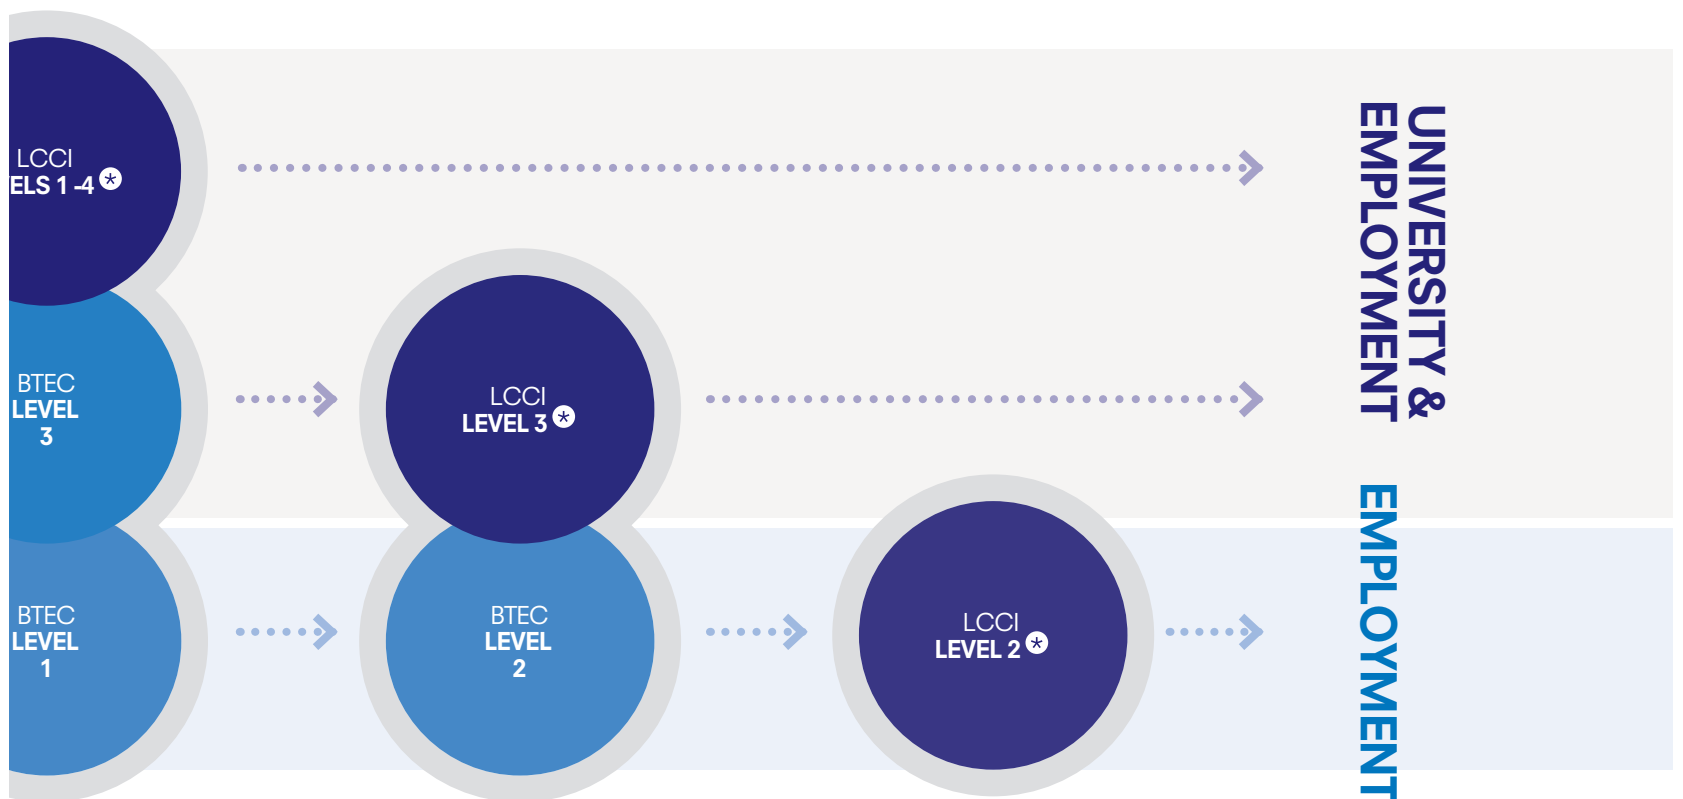 LCCI
ELS 1 -4 *
BTEC
LEVEL
3
LCCI
LEVEL 3 *
BTEC
LEVEL
1
BTEC
LEVEL
2
LCCI
LEVEL 2 *
UNIVERSITY &
EMPLOYMENT
EMPLOYMENT